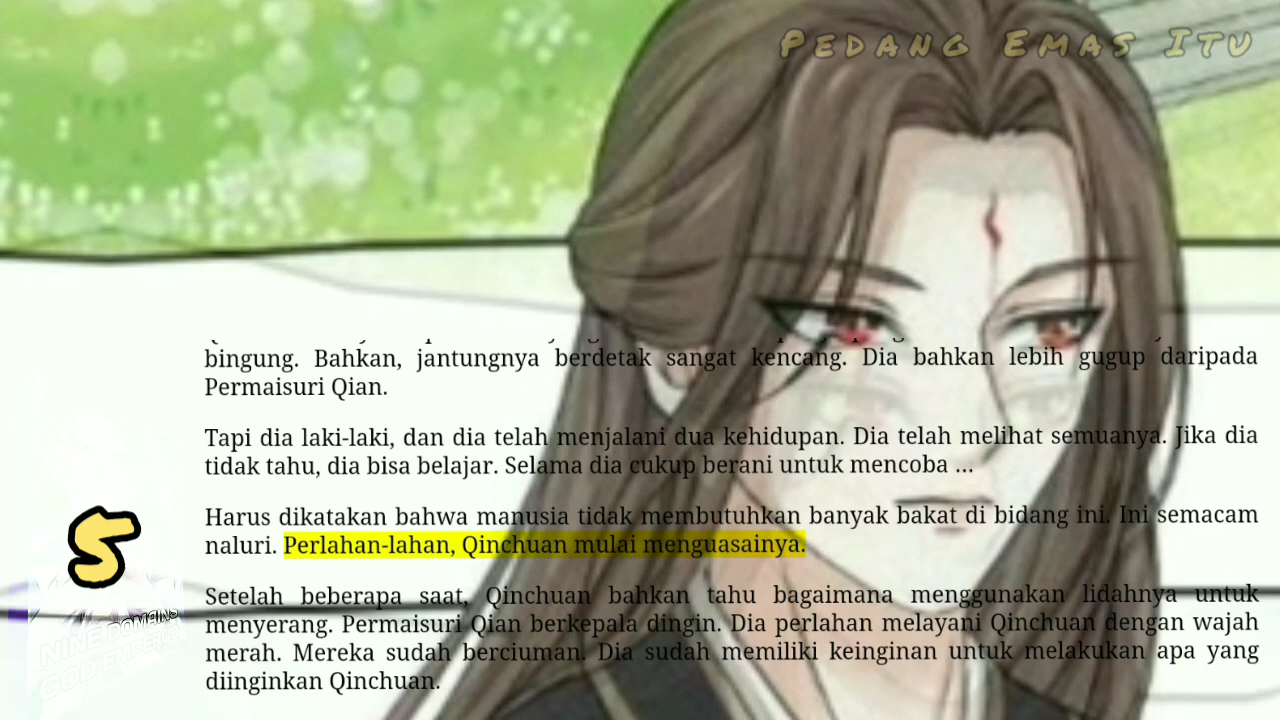 PEDANG EMAS ITU
bingung. Bahkan, jantungnya berdetak sangat kencang. Dia bahkan lebih gugup daripada
Permaisuri Qian.
Tapi dia laki-laki, dan dia telah menjalani dua kehidupan. Dia telah melihat semuanya. Jika dia
tidak tahu, dia bisa belajar. Selama dia cukup berani untuk mencoba ...
Harus dikatakan bahwa manusia tidak membutuhkan banyak bakat di bidang ini. Ini semacam
naluri. Perlahan-lahan, Qinchuan mulai menguasainya.
S
Setelah beberapa saat, Qinchuan bahkan tahu bagaimana menggunakan lidahnya untuk
menyerang. Permaisuri Qian berkepala dingin. Dia perlahan melayani Qinchuan dengan wajah
merah. Mereka sudah berciuman. Dia sudah memiliki keinginan untuk melakukan apa yang
diinginkan Qinchuan.
NINE DOMAINS
GOD EMPEROR